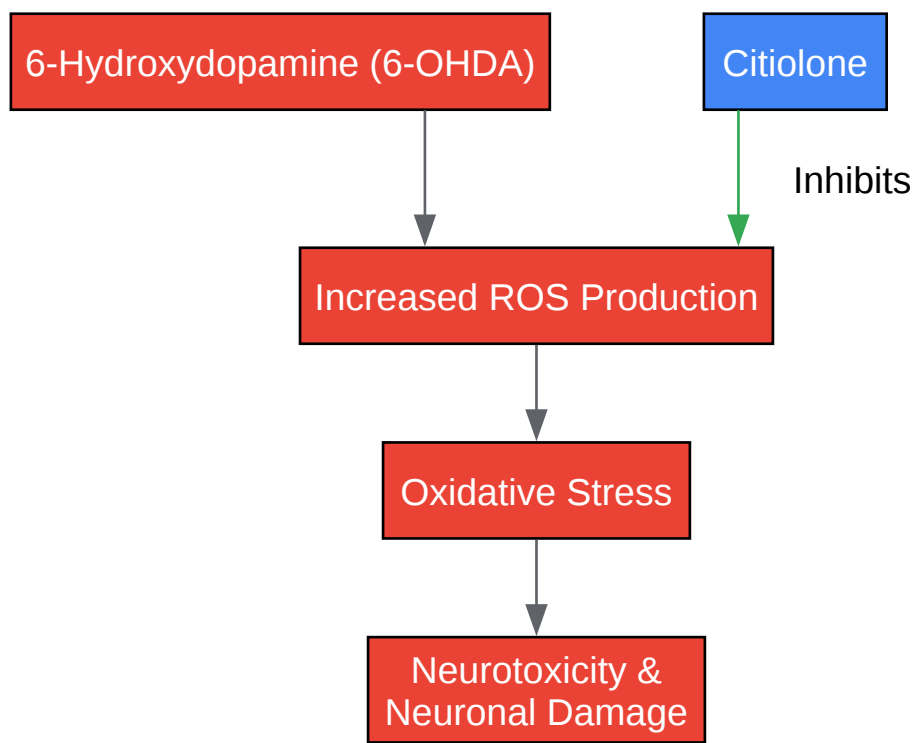 6-Hydroxydopamine (6-OHDA)
Citiolone
Inhibits
Increased ROS Production
Oxidative Stress
Neurotoxicity &
Neuronal Damage